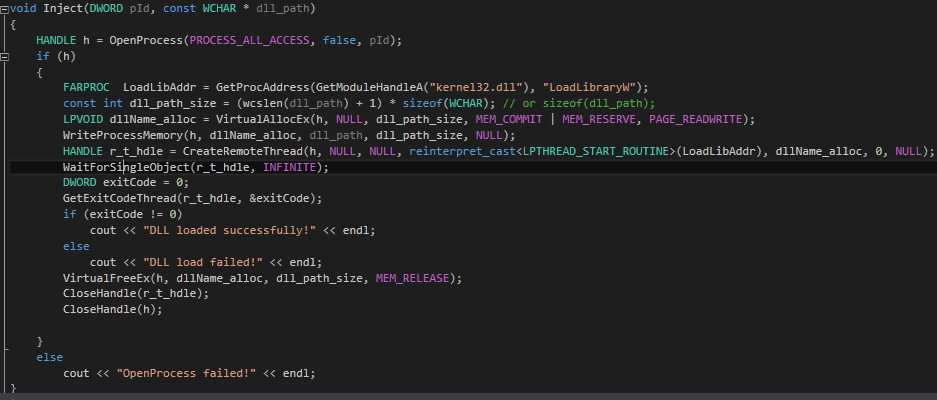 void Inject(DWORD pId, const WCHAR * dll_path)
{
HANDLE h = OpenProcess(PROCESS_ALL_ACCESS, false, pId);
if (h)
{
FARPROC  LoadLibAddr = GetProcAddress(GetModuleHandleA("kernel32.dll"), "LoadLibraryW");
const int dll_path_size = (wcslen(dll_path) + 1) * sizeof(WCHAR); // or sizeof(dll_path);
LPVOID dllName_alloc = VirtualAllocEx(h, NULL, dll_path_size, MEM_COMMIT | MEM_RESERVE, PAGE_READWRITE);
WriteProcessMemory(h, dllName_alloc, dll_path, dll_path_size, NULL);
HANDLE r_t_hdle = CreateRemoteThread(h, NULL, NULL, reinterpret_cast<LPTHREAD_START_ROUTINE>(LoadLibAddr), dllName_alloc, 0, NULL);
WaitForSingleObject(r_t_hdle, INFINITE);
DWORD exitCode = 0;
GetExitCodeThread(r_t_hdle, &exitCode);
if (exitCode != 0)
cout << "DLL loaded successfully!" << endl;
else
cout << "DLL load failed!" << endl;
VirtualFreeEx(h, dllName_alloc, dll_path_size, MEM_RELEASE);
CloseHandle(r_t_hdle);
CloseHandle(h);
}
else
cout << "OpenProcess failed!" << endl;
}